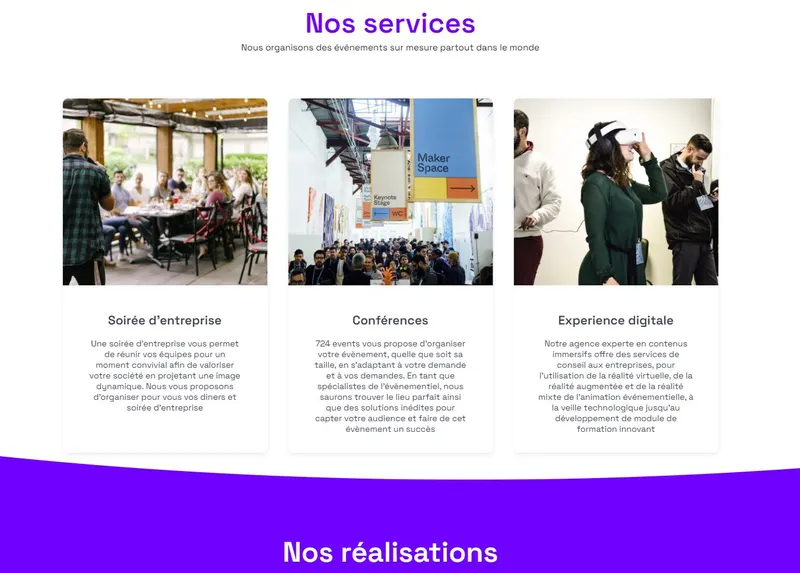 Nos services
Nous organisons des événements sur mesure partout dans le monde
Maker
Space
Keynote
Stage
WC
Soirée d'entreprise
Une soirée d'entreprise vous permet
de réunir vos équipes pour un
moment convivial afin de valoriser
votre société en projetant une image
dynamique. Nous vous proposons
d'organiser pour vous vos diners et
soirée d'entreprise
Conférences
724 events vous propose d'organiser
votre évènement, quelle que soit sa
taille, en s'adaptant à votre demande
et à vos demandes. En tant que
spécialistes de l'évènementiel, nous
saurons trouver le lieu parfait ainsi
que des solutions inédites pour
capter votre audience et faire de cet
évènement un succès
Experience digitale
Notre agence experte en contenus
immersifs offre des services de
conseil aux entreprises, pour
l'utilisation de la réalité virtuelle, de la
réalité augmentée et de la réalité
mixte de l'animation événementielle, à
la veille technologique jusqu'au
développement de module de
formation innovant
Nos réalisations